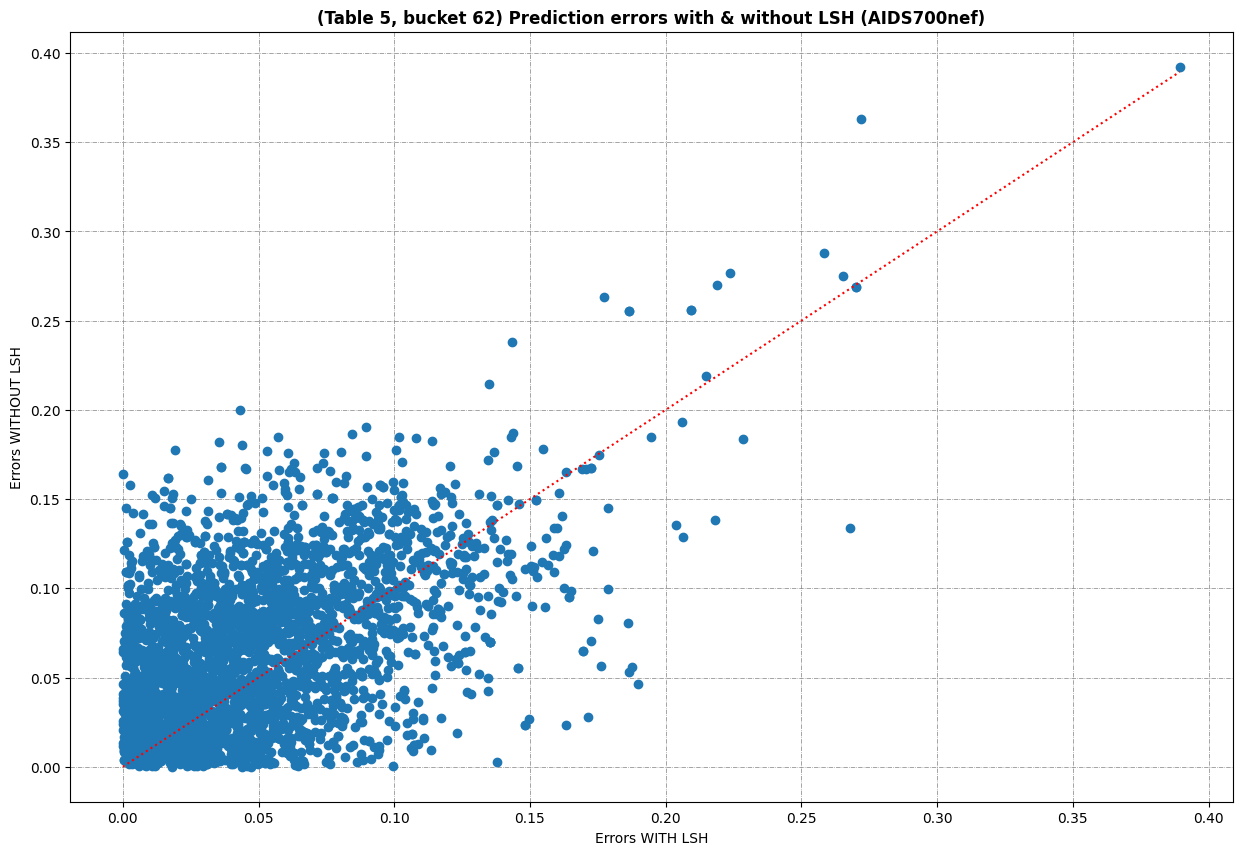 (Table 5, bucket 62) Prediction errors with & without LSH (AIDS700nef)
Errors WITHOUT LSH
0.40
0.35
0.30
0.25
0.20
0.15
0.10
0.05
0.00
0.00 0.05 0.10 0.15 0.20 0.25 0.30 0.35 0.40
Errors WITH LSH